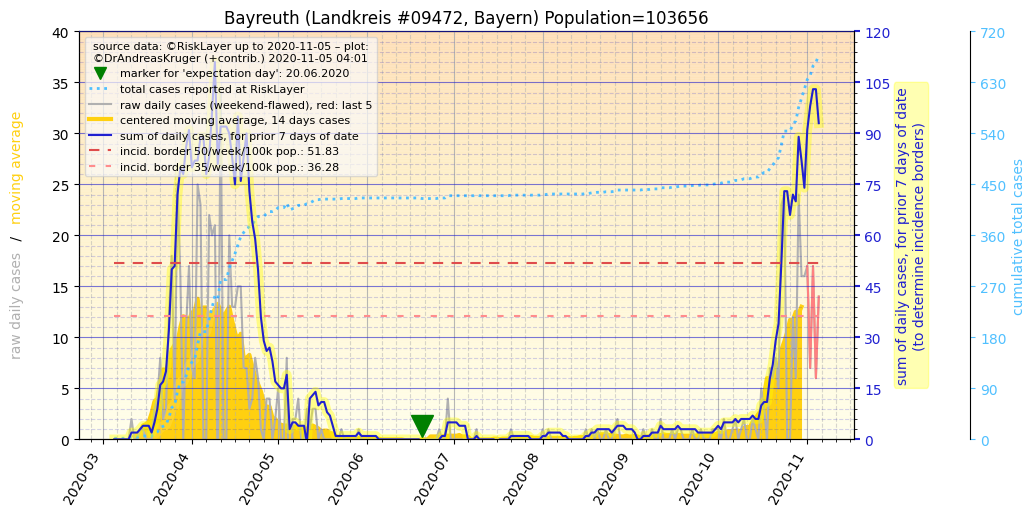 Bayreuth (Landkreis #09472, Bayern) Population=103656
source data: ©RiskLayer up to 2020-11-05 – plot:
©DrAndreasKruger (+contrib.) 2020-11-05 04:01
marker for 'expectation day': 20.06.2020
total cases reported at RiskLayer
raw daily cases (weekend-flawed), red: last 5
centered moving average, 14 days cases
sum of daily cases, for prior 7 days of date
incid. border 50/week/100k pop.: 51.83
incid. border 35/week/100k pop.: 36.28
raw daily cases / moving average
40
35
30
25
20
15
10
5
0
2020-03
2020-04
2020-05
2020-06
2020-07
2020-08
2020-09
2020-10
2020-11
120
105
90
75
60
45
30
15
0
sum of daily cases, for prior 7 days of date
(to determine incidence borders)
720
630
540
450
360
270
180
90
0
cumulative total cases